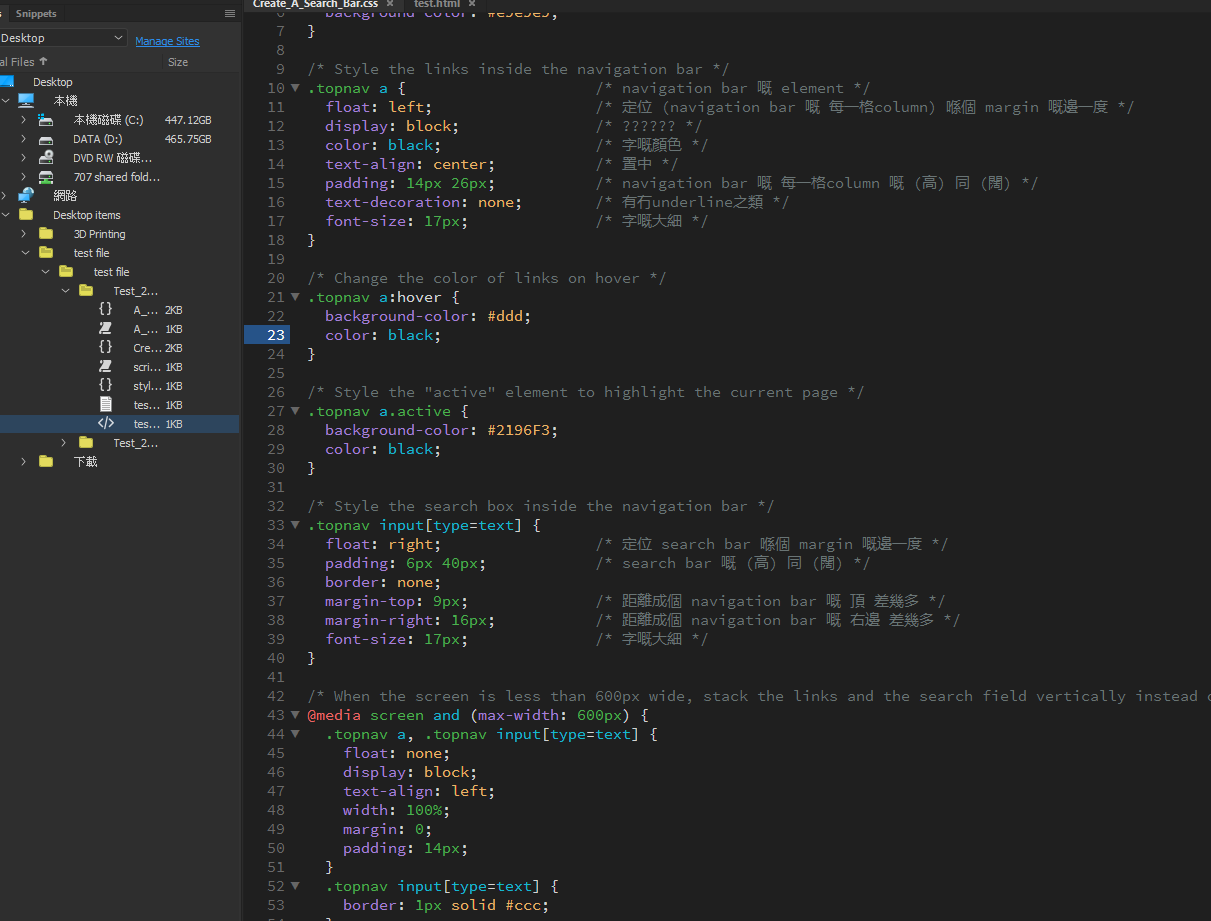 Snippets
Create_A_Search_Bar.css ×
test.html ×
Desktop
Manage Sites
al Files ↑
Size
Desktop
本機
本機磁碟 (C:) 447.12GB
DATA (D:) 465.75GB
DVD RW 磁碟...
707 shared fold...
網路
Desktop items
3D Printing
test file
test file
Test_2...
A_... 2KB
A_... 1KB
Cre... 2KB
scri... 1KB
styl... 1KB
tes... 1KB
tes... 1KB
Test_2...
下載
6 background-color: #e9e9e9;
7 }
8
9 /* Style the links inside the navigation bar */
10 .topnav a { /* navigation bar 嘅 element */
11 float: left; /* 定位 (navigation bar 嘅 每一格column) 喺個 margin 嘅邊一度 */
12 display: block; /* ?????? */
13 color: black; /* 字嘅顏色 */
14 text-align: center; /* 置中 */
15 padding: 14px 26px; /* navigation bar 嘅 每一格column 嘅 (高) 同 (闊) */
16 text-decoration: none; /* 有冇underline之類 */
17 font-size: 17px; /* 字嘅大細 */
18 }
19
20 /* Change the color of links on hover */
21 .topnav a:hover {
22 background-color: #ddd;
23 color: black;
24 }
25
26 /* Style the "active" element to highlight the current page */
27 .topnav a.active {
28 background-color: #2196F3;
29 color: black;
30 }
31
32 /* Style the search box inside the navigation bar */
33 .topnav input[type=text] {
34 float: right; /* 定位 search bar 喺個 margin 嘅邊一度 */
35 padding: 6px 40px; /* search bar 嘅 (高) 同 (闊) */
36 border: none;
37 margin-top: 9px; /* 距離成個 navigation bar 嘅 頂 差幾多 */
38 margin-right: 16px; /* 距離成個 navigation bar 嘅 右邊 差幾多 */
39 font-size: 17px; /* 字嘅大細 */
40 }
41
42 /* When the screen is less than 600px wide, stack the links and the search field vertically instead
43 @media screen and (max-width: 600px) {
44 .topnav a, .topnav input[type=text] {
45 float: none;
46 display: block;
47 text-align: left;
48 width: 100%;
49 margin: 0;
50 padding: 14px;
51 }
52 .topnav input[type=text] {
53 border: 1px solid #ccc;